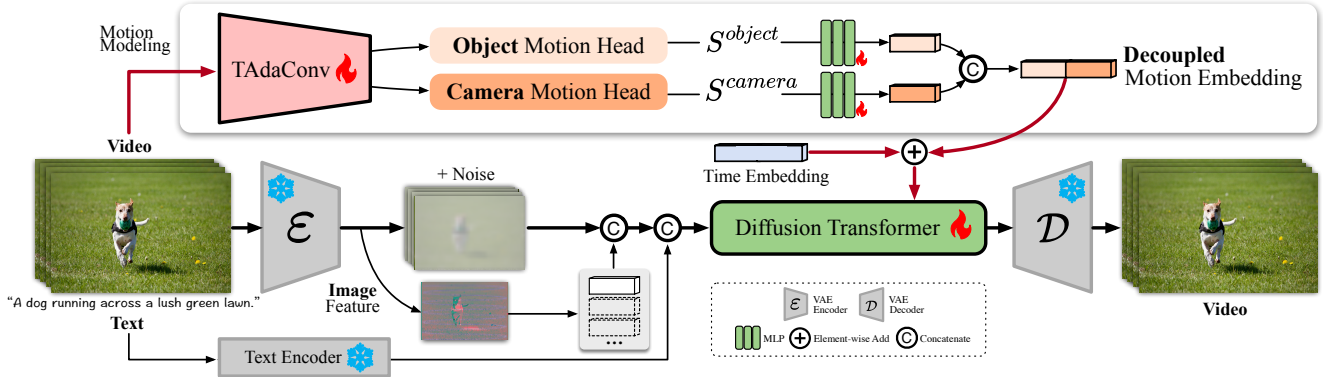 Motion
Modeling
TAdaConv
Object Motion Head
S^{object}
Camera Motion Head
S^{camera}
C
Decoupled
Motion Embedding
Video
+ Noise
Time Embedding
+
ℰ
C
C
Diffusion Transformer
𝒟
"A dog running across a lush green lawn."
Text
Image
Feature
...
Text Encoder
Video
ℰ VAE
Encoder
𝒟 VAE
Decoder
MLP + Element-wise Add C Concatenate